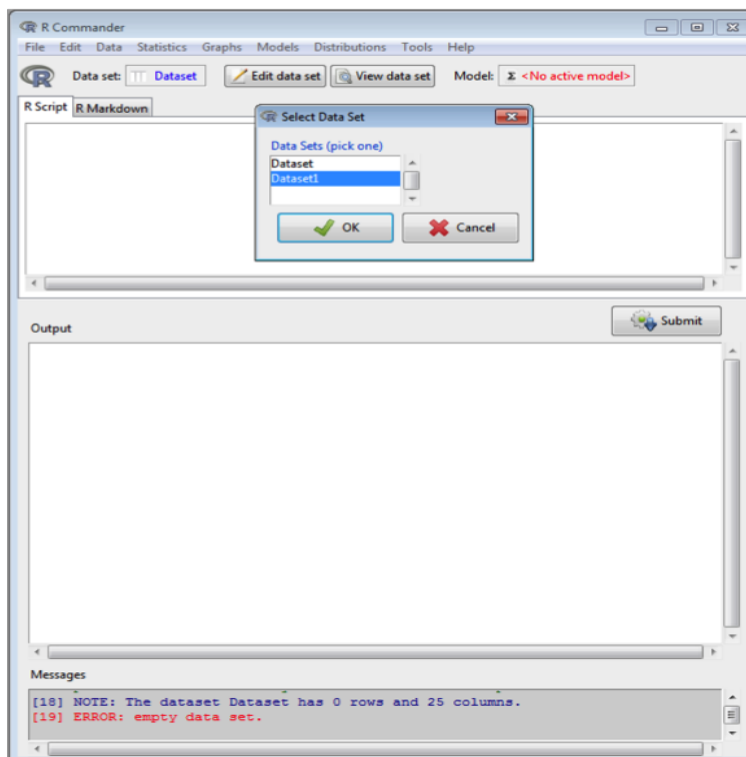 R Commander
File Edit Data Statistics Graphs Models Distributions Tools Help
R Data set: Dataset Edit data set View data set Model: Σ <No active model>
R Script R Markdown
R Select Data Set
Data Sets (pick one)
Dataset
Dataset1
OK Cancel
Submit
Output
Messages
[18] NOTE: The dataset Dataset has 0 rows and 25 columns.
[19] ERROR: empty data set.